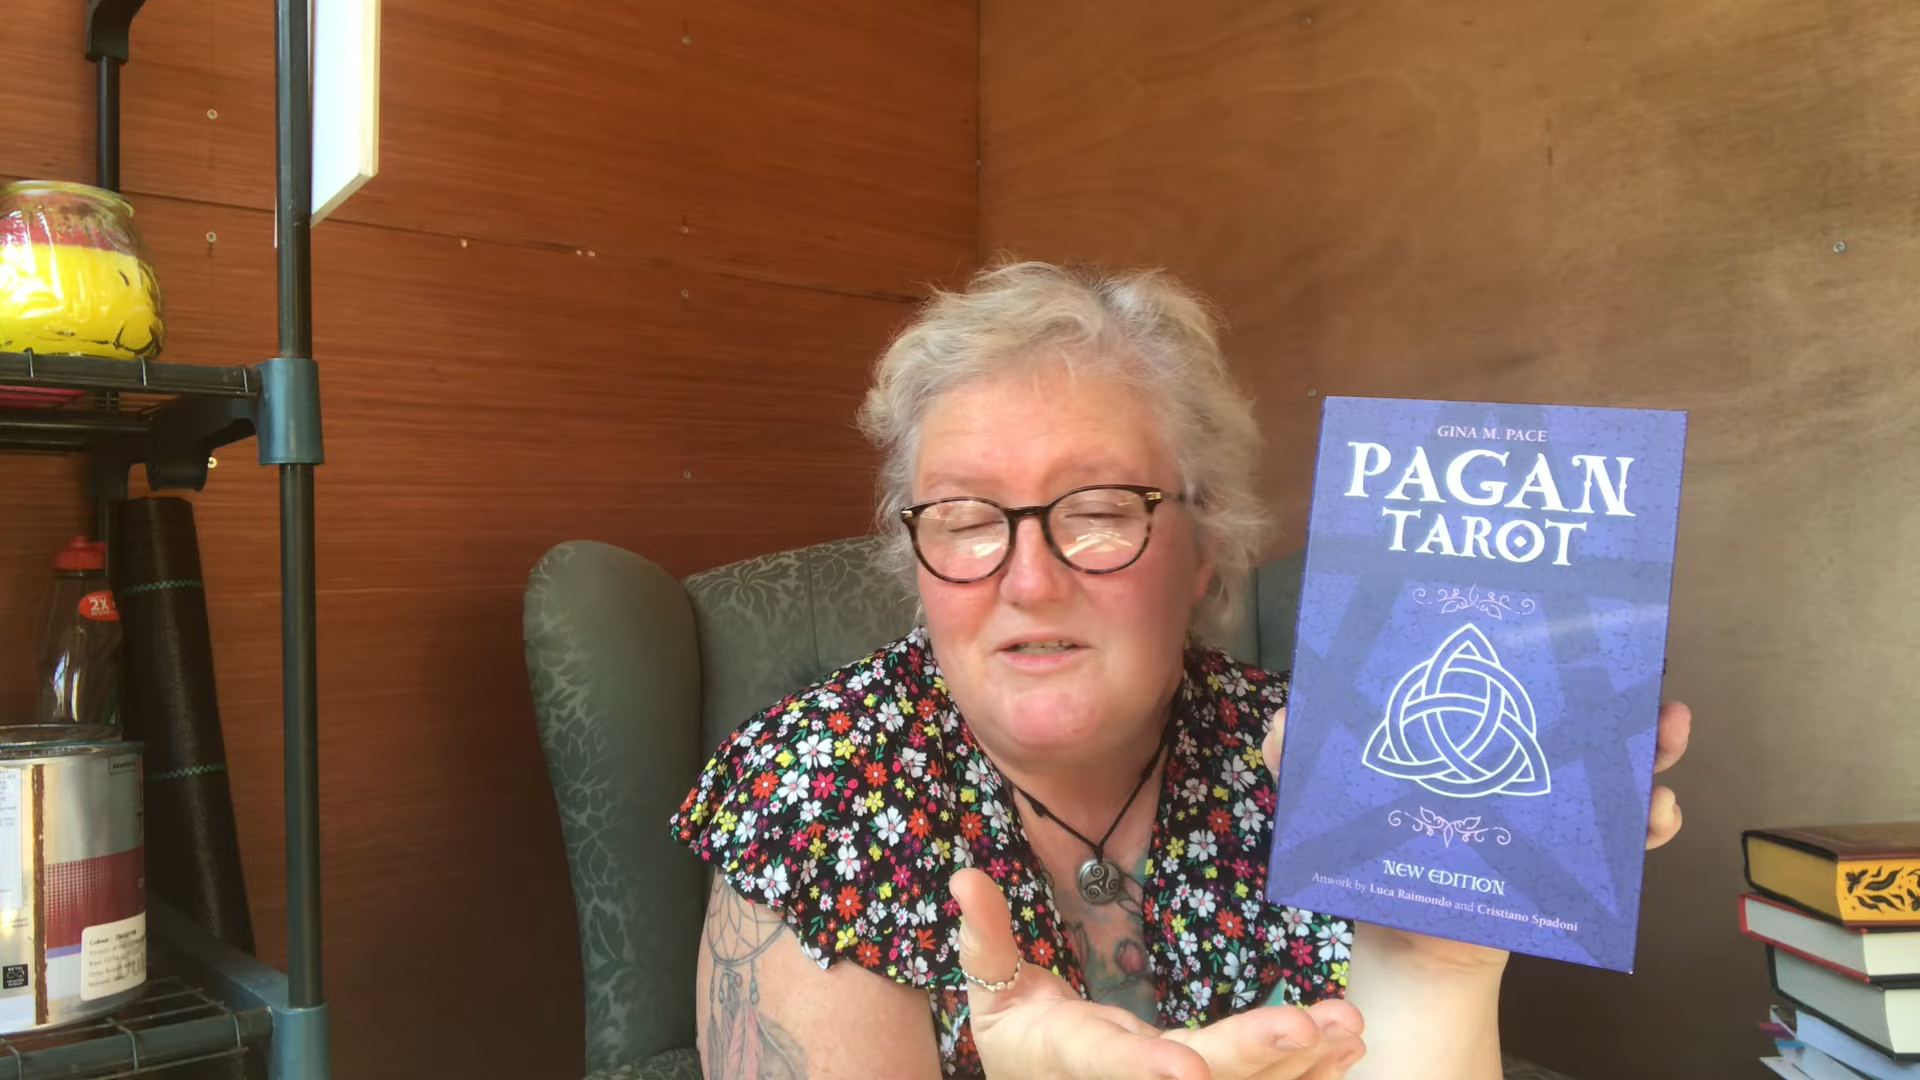 GINA M. PACE
PAGAN
TAROT
NEW EDITION
Artwork by Luca Raimondo and Cristiano Spadoni
2X